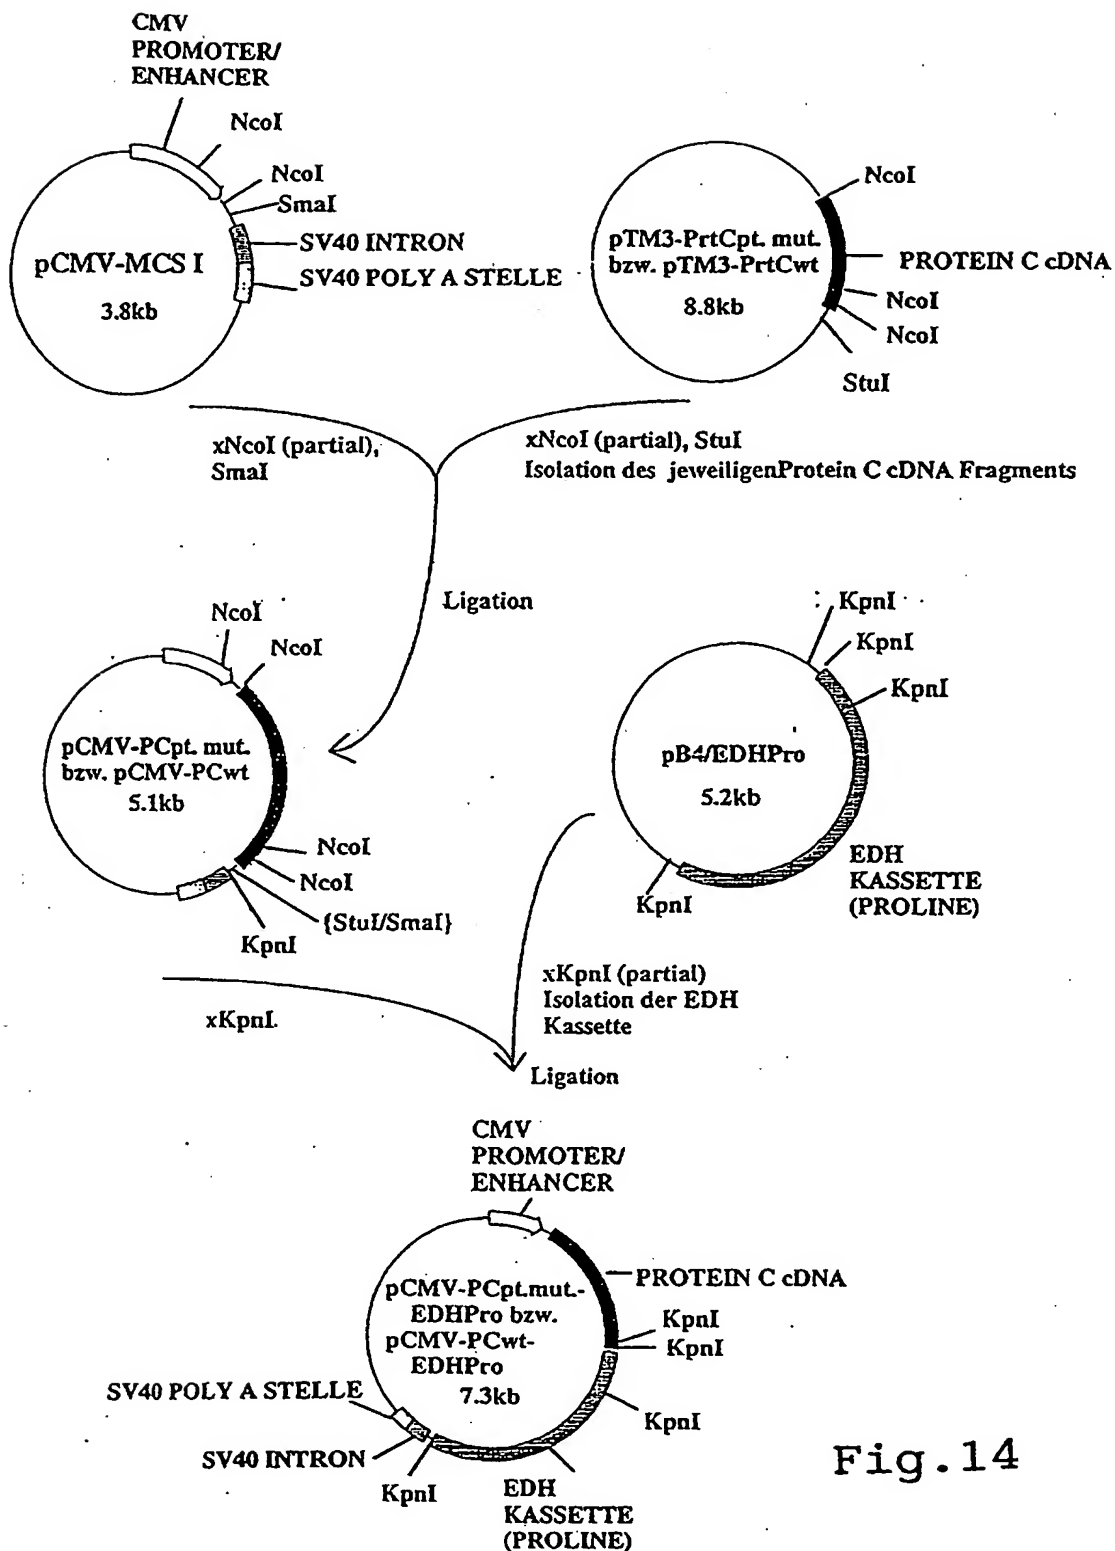 CMV
PROMOTER/
ENHANCER
NcoI
NcoI
SmaI
SV40 INTRON
SV40 POLY A STELLE
pCMV-MCS I
3.8kb
NcoI
pTM3-PrtCpt. mut.
bzw. pTM3-PrtCwt
8.8kb
PROTEIN C cDNA
NcoI
NcoI
StuI
xNcoI (partial),
SmaI
xNcoI (partial), StuI
Isolation des jeweiligenProtein C cDNA Fragments
Ligation
NcoI
NcoI
pCMV-PCpt. mut.
bzw. pCMV-PCwt
5.1kb
NcoI
NcoI
{StuI/SmaI}
KpnI
KpnI
KpnI
KpnI
pB4/EDHPro
5.2kb
EDH
KASSETTE
(PROLINE)
KpnI
xKpnI.
xKpnI (partial)
Isolation der EDH
Kassette
Ligation
CMV
PROMOTER/
ENHANCER
pCMV-PCpt.mut.-
EDHPro bzw.
pCMV-PCwt-
EDHPro
7.3kb
PROTEIN C cDNA
KpnI
KpnI
KpnI
SV40 POLY A STELLE
SV40 INTRON
KpnI
EDH
KASSETTE
(PROLINE)
Fig.14